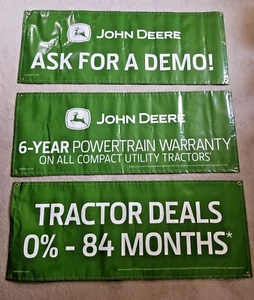 JOHN DEERE
ASK FOR A DEMO!
JOHN DEERE
6-YEAR POWERTRAIN WARRANTY
ON ALL COMPACT UTILITY TRACTORS
TRACTOR DEALS
0% - 84 MONTHS*